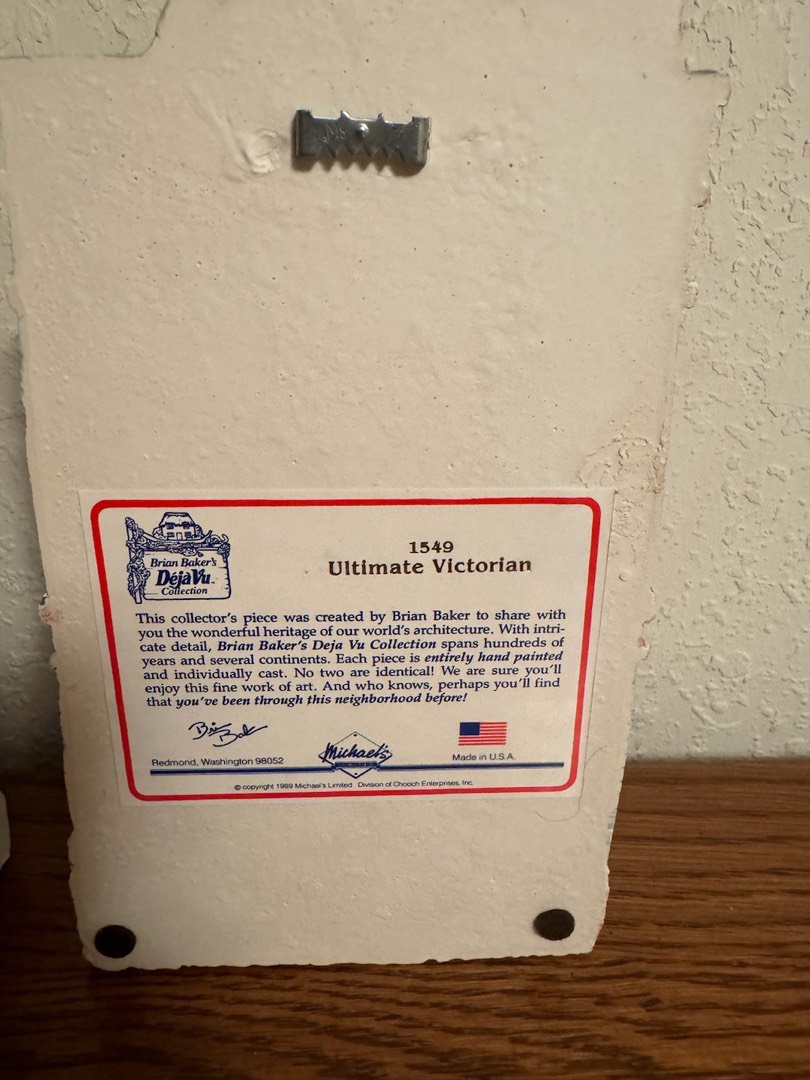 Brian Baker's
DéjàVu™
Collection
1549
Ultimate Victorian
This collector's piece was created by Brian Baker to share with
you the wonderful heritage of our world's architecture. With intri-
cate detail, Brian Baker's Deja Vu Collection spans hundreds of
years and several continents. Each piece is entirely hand painted
and individually cast. No two are identical! We are sure you'll
enjoy this fine work of art. And who knows, perhaps you'll find
that you've been through this neighborhood before!
Redmond, Washington 98052
Michael's
Made in U.S.A.
© copyright 1989 Michael's Limited Division of Chooch Enterprises, Inc.